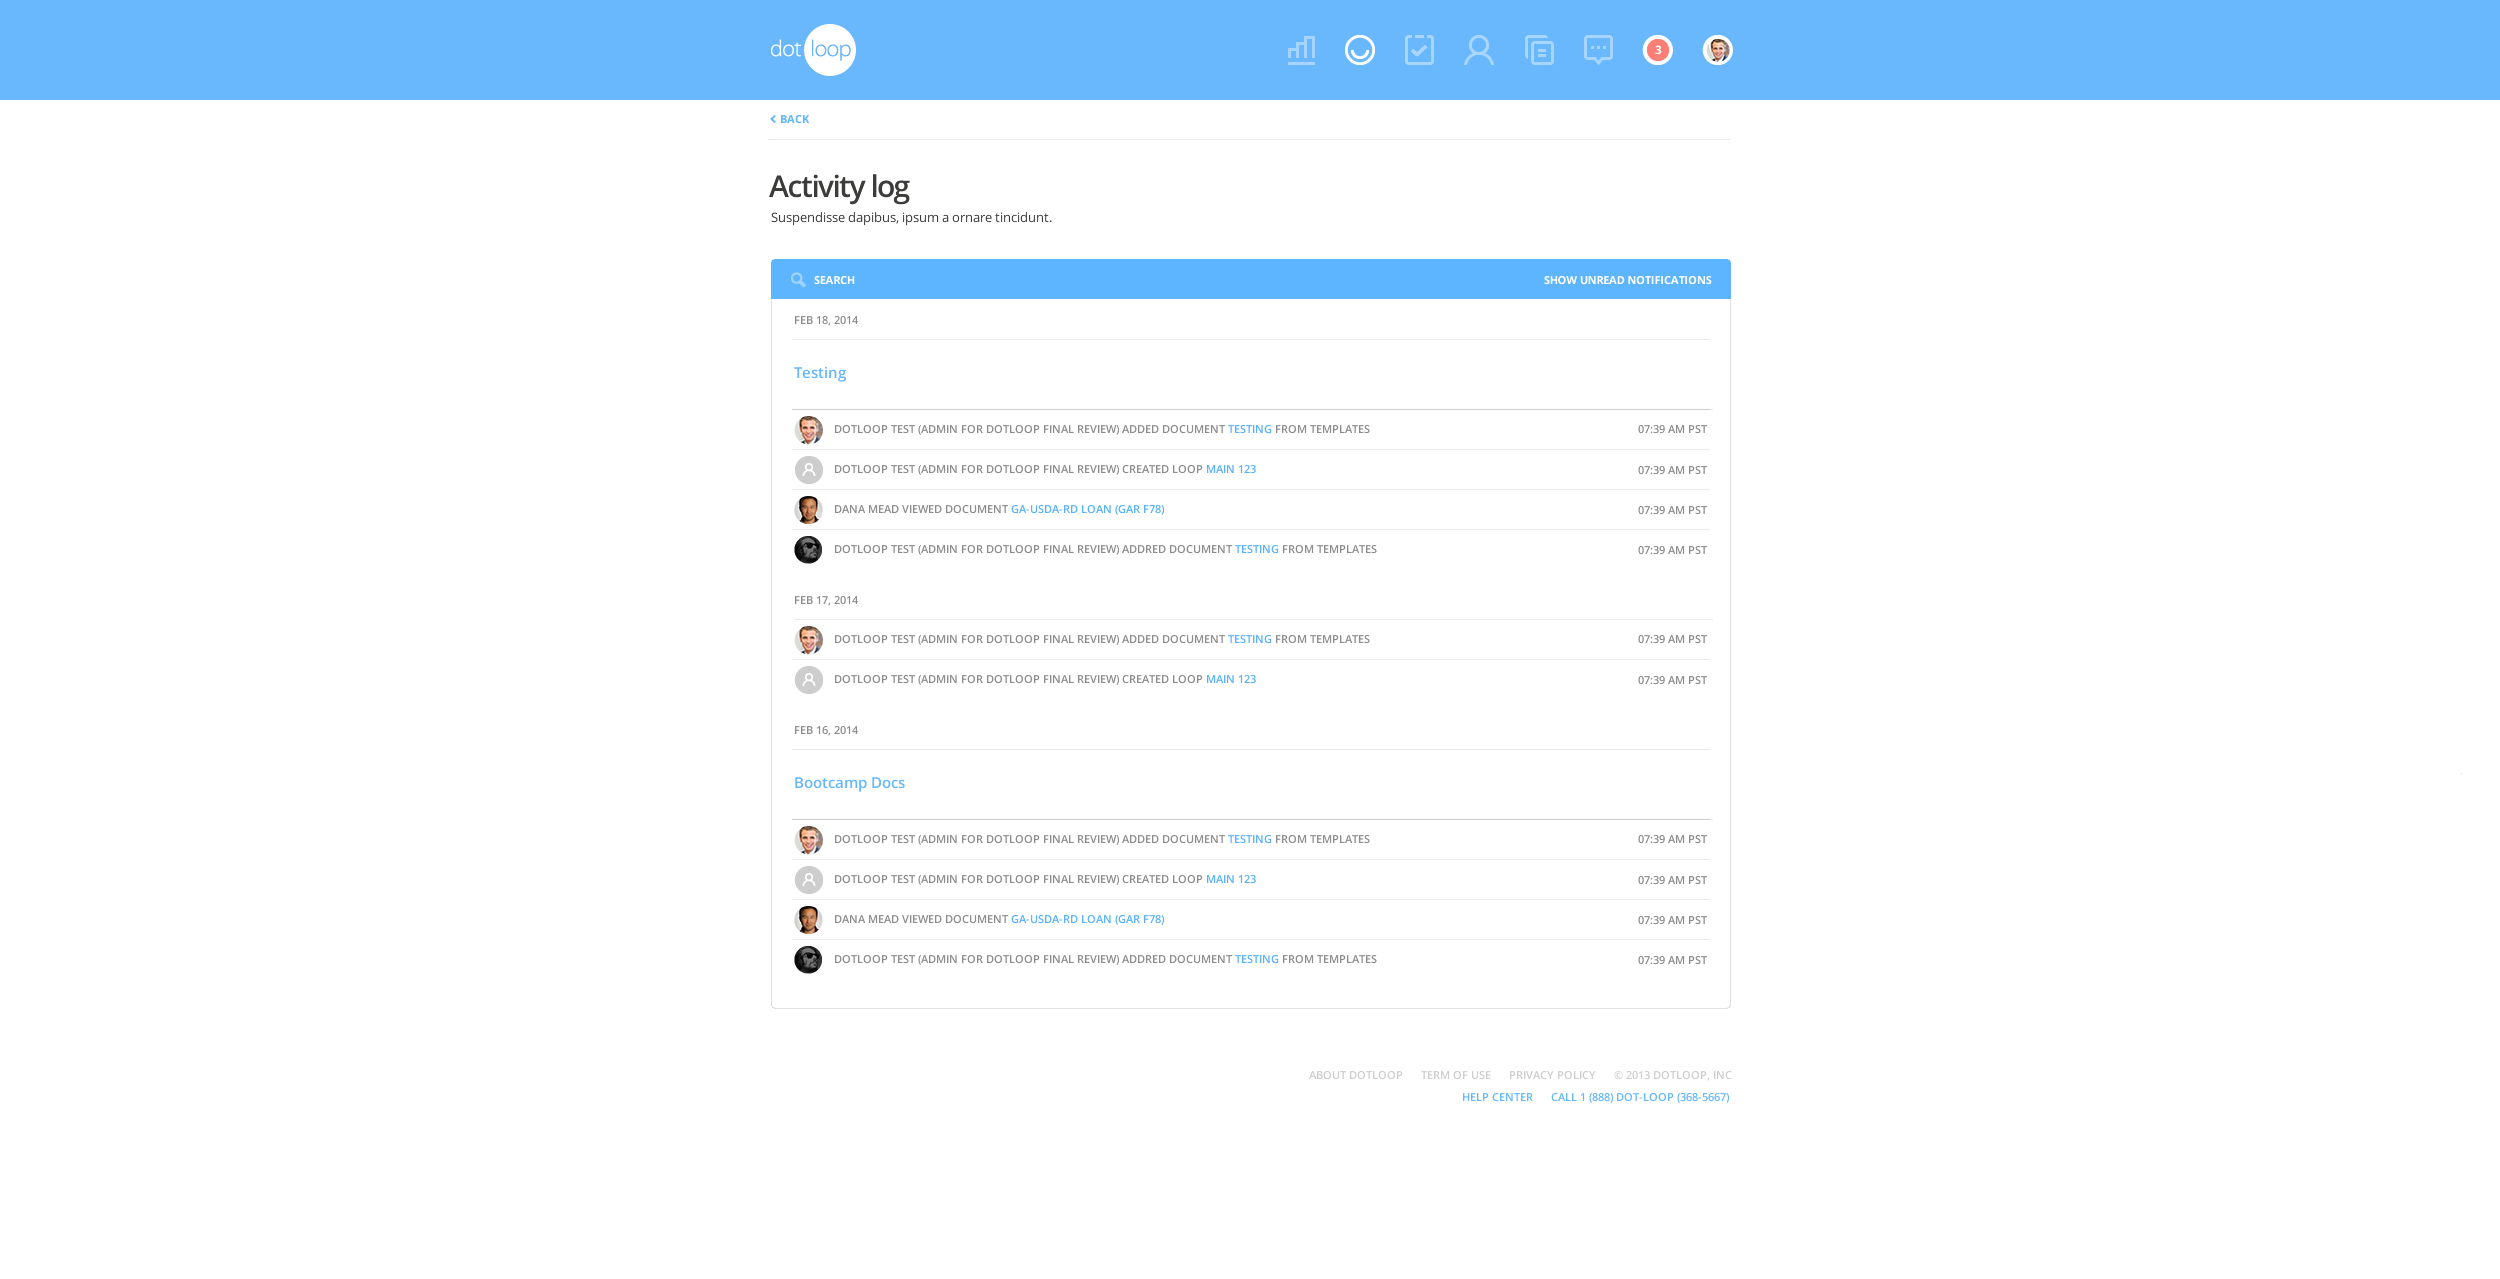 dot loop
3
BACK
Activity log
Suspendisse dapibus, ipsum a ornare tincidunt.
SEARCH SHOW UNREAD NOTIFICATIONS
FEB 18, 2014
Testing
DOTLOOP TEST (ADMIN FOR DOTLOOP FINAL REVIEW) ADDED DOCUMENT TESTING FROM TEMPLATES 07:39 AM PST
DOTLOOP TEST (ADMIN FOR DOTLOOP FINAL REVIEW) CREATED LOOP MAIN 123 07:39 AM PST
DANA MEAD VIEWED DOCUMENT GA-USDA-RD LOAN (GAR F78) 07:39 AM PST
DOTLOOP TEST (ADMIN FOR DOTLOOP FINAL REVIEW) ADDRED DOCUMENT TESTING FROM TEMPLATES 07:39 AM PST
FEB 17, 2014
DOTLOOP TEST (ADMIN FOR DOTLOOP FINAL REVIEW) ADDED DOCUMENT TESTING FROM TEMPLATES 07:39 AM PST
DOTLOOP TEST (ADMIN FOR DOTLOOP FINAL REVIEW) CREATED LOOP MAIN 123 07:39 AM PST
FEB 16, 2014
Bootcamp Docs
DOTLOOP TEST (ADMIN FOR DOTLOOP FINAL REVIEW) ADDED DOCUMENT TESTING FROM TEMPLATES 07:39 AM PST
DOTLOOP TEST (ADMIN FOR DOTLOOP FINAL REVIEW) CREATED LOOP MAIN 123 07:39 AM PST
DANA MEAD VIEWED DOCUMENT GA-USDA-RD LOAN (GAR F78) 07:39 AM PST
DOTLOOP TEST (ADMIN FOR DOTLOOP FINAL REVIEW) ADDRED DOCUMENT TESTING FROM TEMPLATES 07:39 AM PST
ABOUT DOTLOOP TERM OF USE PRIVACY POLICY © 2013 DOTLOOP, INC
HELP CENTER CALL 1 (888) DOT-LOOP (368-5667)